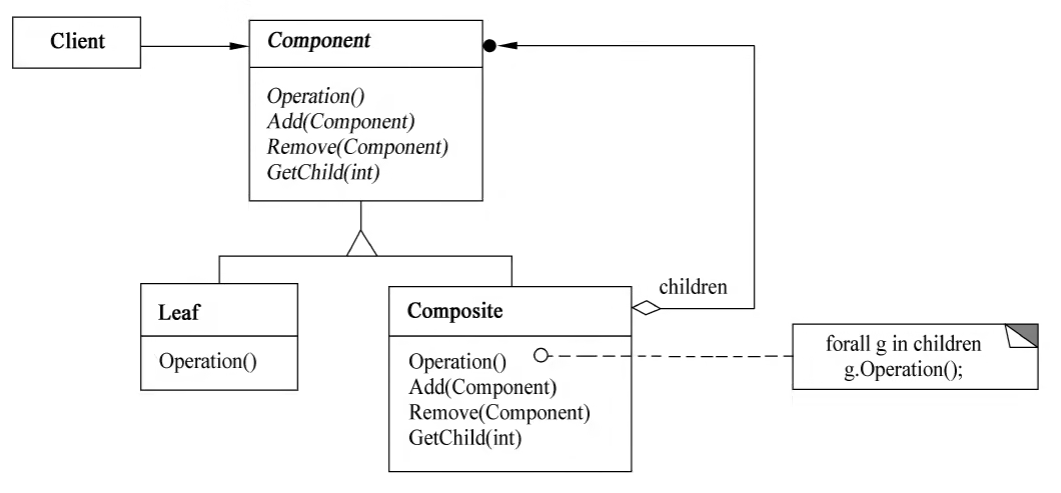 Client
Component
Operation()
Add(Component)
Remove(Component)
GetChild(int)
Leaf
Operation()
Composite
Operation()
Add(Component)
Remove(Component)
GetChild(int)
children
forall g in children
g.Operation();